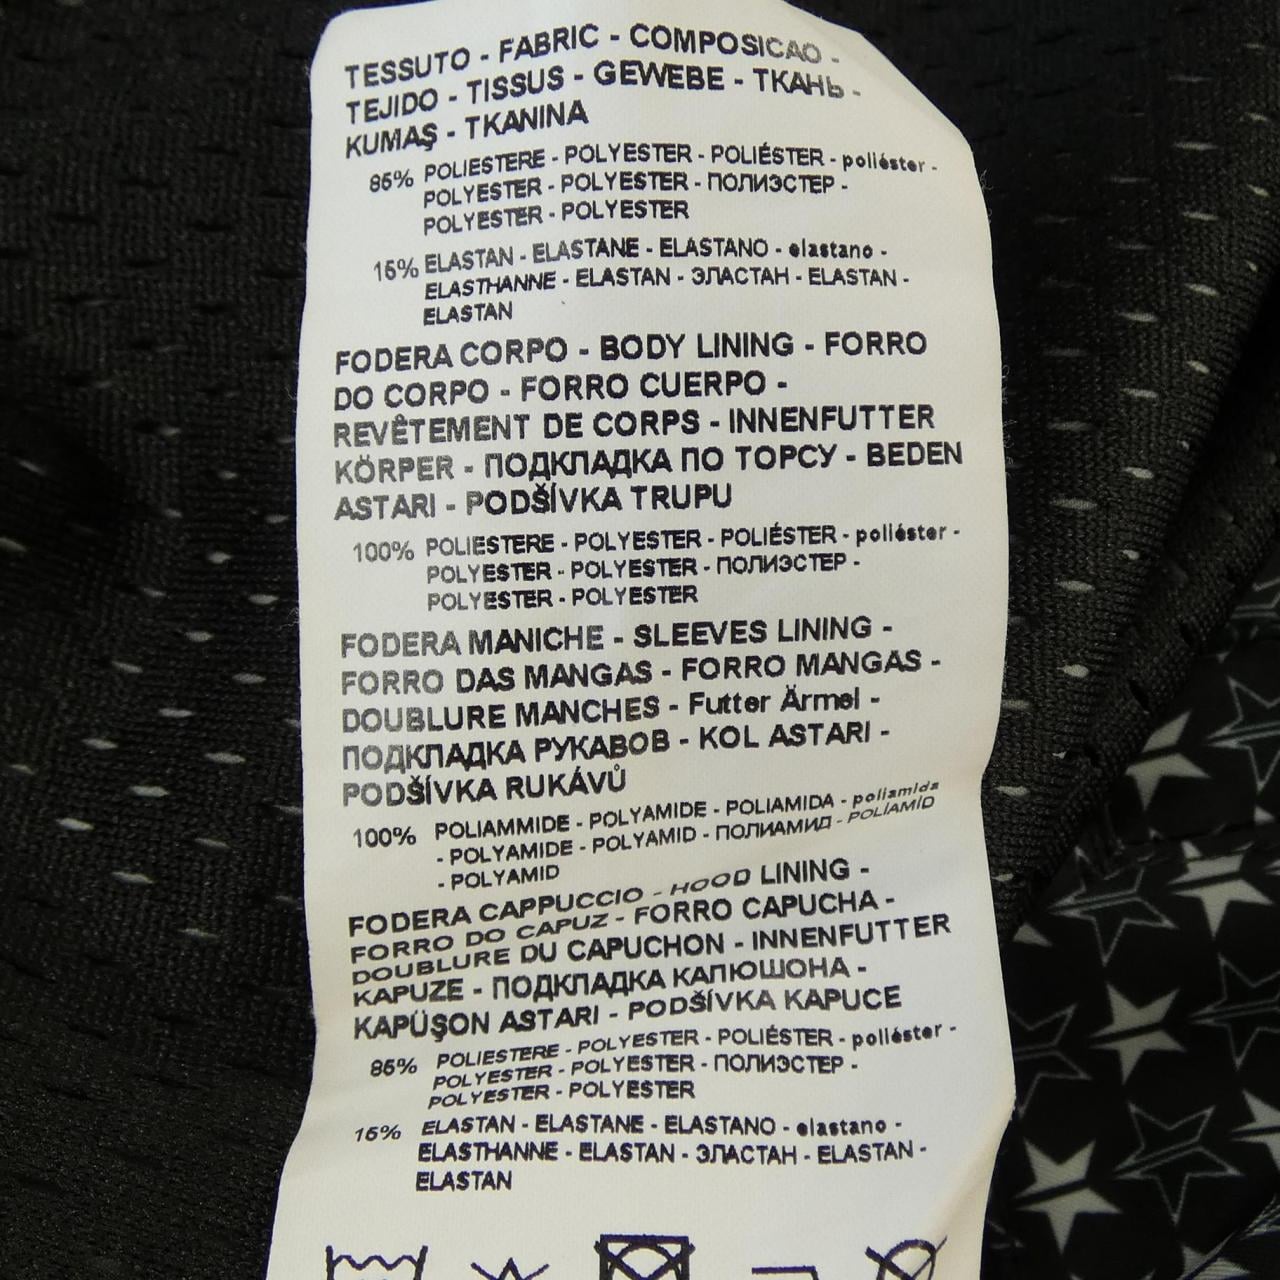 TESSUTO - FABRIC - COMPOSICAO -
TEJIDO - TISSUS - GEWEBE - ТКАНЬ -
KUMAŞ - TKANINA
85% POLIESTERE - POLYESTER - POLIÉSTER - poliéster -
POLYESTER - POLYESTER - ПОЛИЭСТЕР -
POLYESTER - POLYESTER
15% ELASTAN - ELASTANE - ELASTANO - elastano -
ELASTHANNE - ELASTAN - ЭЛАСТАН - ELASTAN -
ELASTAN
FODERA CORPO - BODY LINING - FORRO
DO CORPO - FORRO CUERPO -
REVÊTEMENT DE CORPS - INNENFUTTER
KÖRPER - ПОДКЛАДКА ПО ТОРСУ - BEDEN
ASTARI - PODŠÍVKA TRUPU
100% POLIESTERE - POLYESTER - POLIÉSTER - poliéster -
POLYESTER - POLYESTER - ПОЛИЭСТЕР -
POLYESTER - POLYESTER
FODERA MANICHE - SLEEVES LINING -
FORRO DAS MANGAS - FORRO MANGAS -
DOUBLURE MANCHES - Futter Ärmel -
ПОДКЛАДКА РУКАВОВ - KOL ASTARI -
PODŠÍVKA RUKÁVŮ
100% POLIAMMIDE - POLYAMIDE - POLIAMIDA - poliamida
- POLYAMIDE - POLYAMID - ПОЛИАМИД - POLİAMİD
- POLYAMID
FODERA CAPPUCCIO - HOOD LINING -
FORRO DO CAPUZ - FORRO CAPUCHA -
DOUBLURE DU CAPUCHON - INNENFUTTER
KAPUZE - ПОДКЛАДКА КАПЮШОНА -
KAPÜŞON ASTARI - PODŠÍVKA KAPUCE
85% POLIESTERE - POLYESTER - POLIÉSTER - poliéster -
POLYESTER - POLYESTER - ПОЛИЭСТЕР -
POLYESTER - POLYESTER
15% ELASTAN - ELASTANE - ELASTANO - elastano -
ELASTHANNE - ELASTAN - ЭЛАСТАН - ELASTAN -
ELASTAN